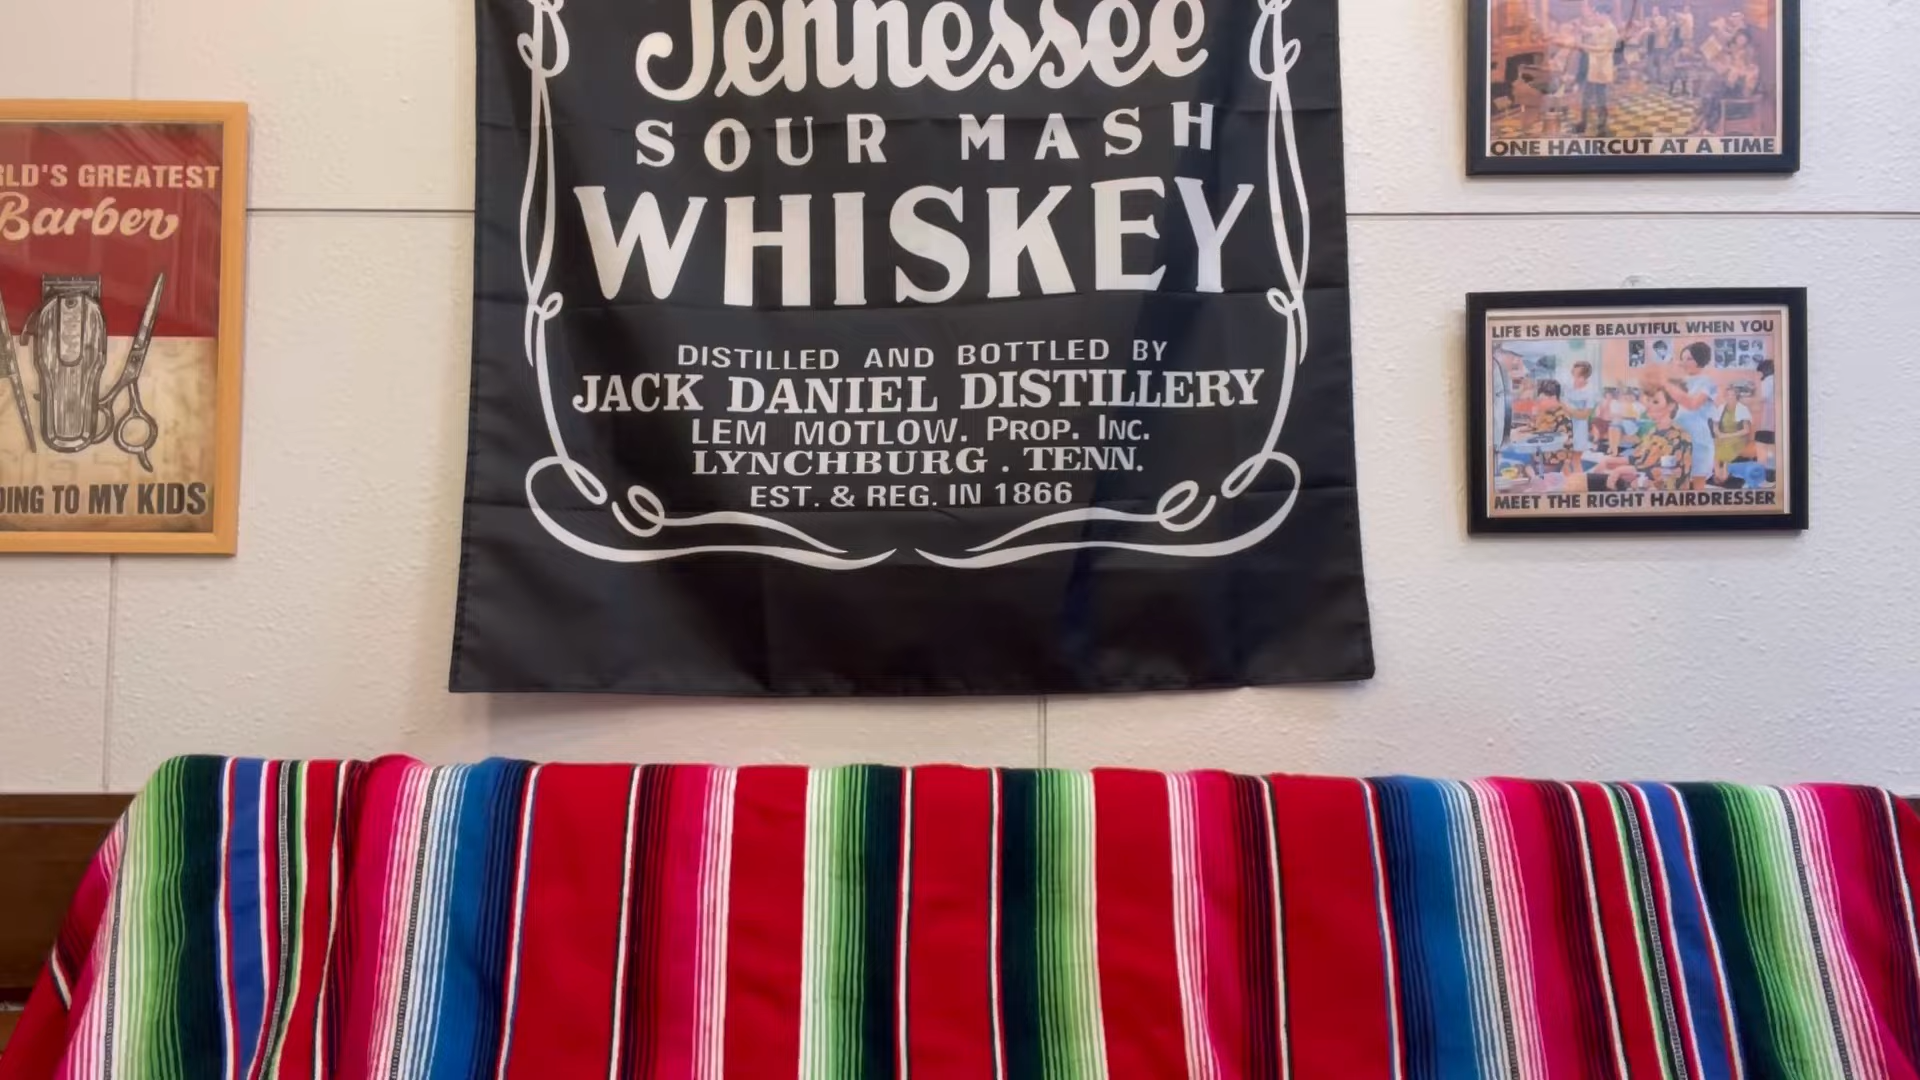 RLD'S GREATEST
Barber
DING TO MY KIDS
Tennessee
SOUR MASH
WHISKEY
DISTILLED AND BOTTLED BY
JACK DANIEL DISTILLERY
LEM MOTLOW. PROP. INC.
LYNCHBURG . TENN.
EST. & REG. IN 1866
ONE HAIRCUT AT A TIME
LIFE IS MORE BEAUTIFUL WHEN YOU
MEET THE RIGHT HAIRDRESSER